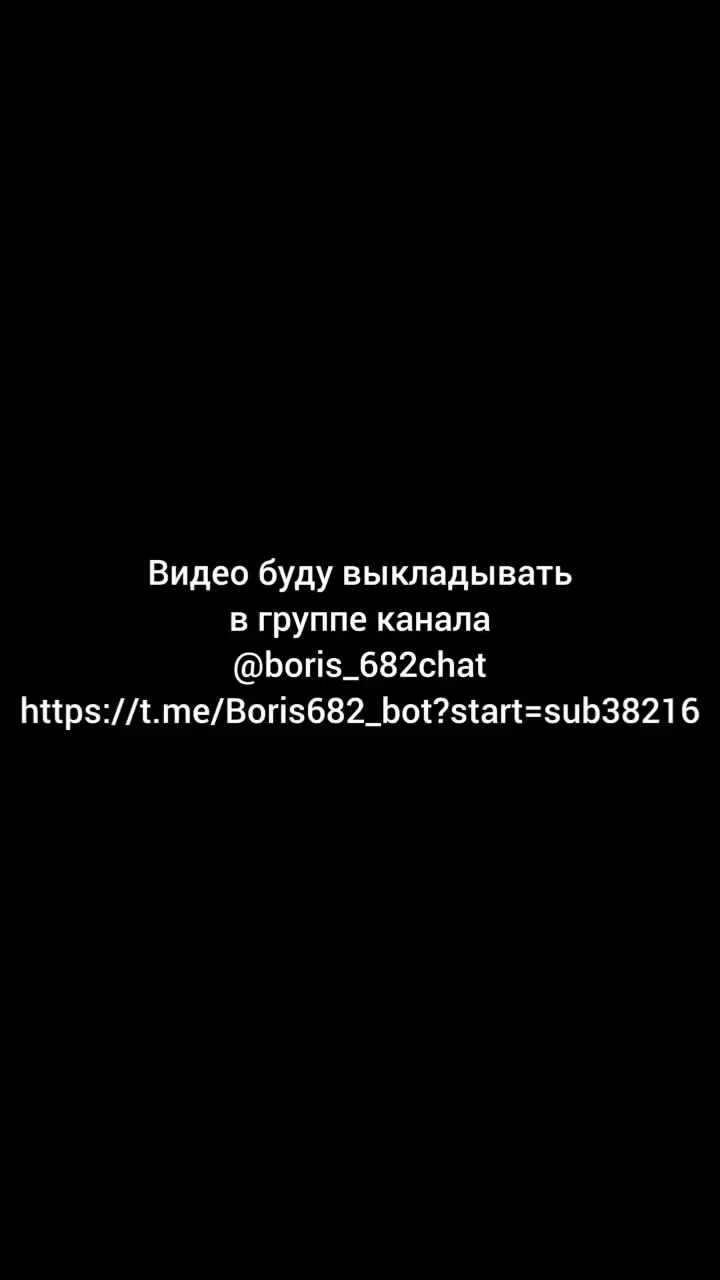 Видео буду выкладывать
в группе канала
@boris_682chat
https://t.me/Boris682_bot?start=sub38216